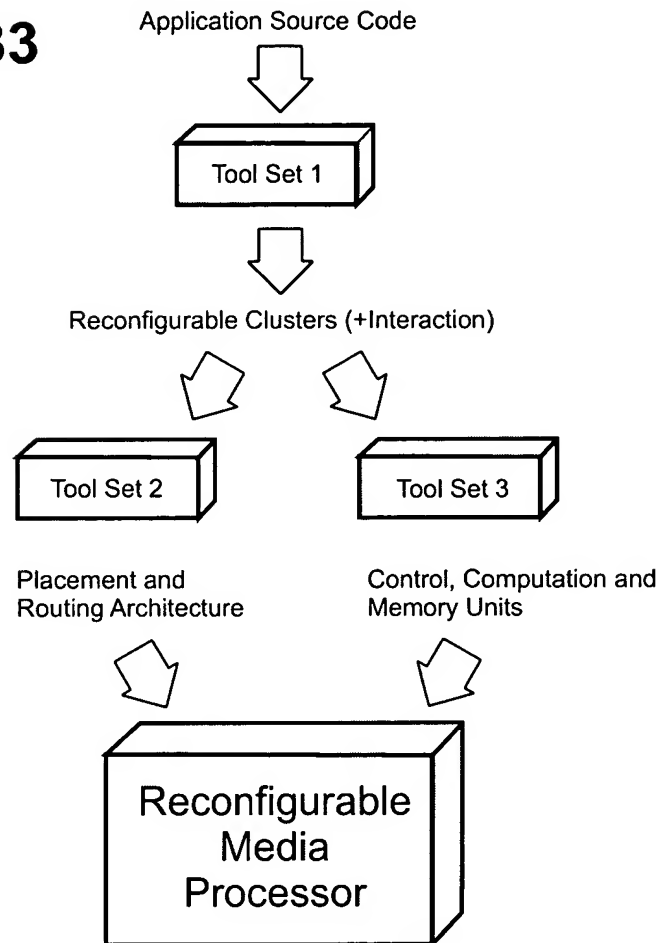 33
Application Source Code
Tool Set 1
Reconfigurable Clusters (+Interaction)
Tool Set 2
Tool Set 3
Placement and
Routing Architecture
Control, Computation and
Memory Units
Reconfigurable
Media
Processor